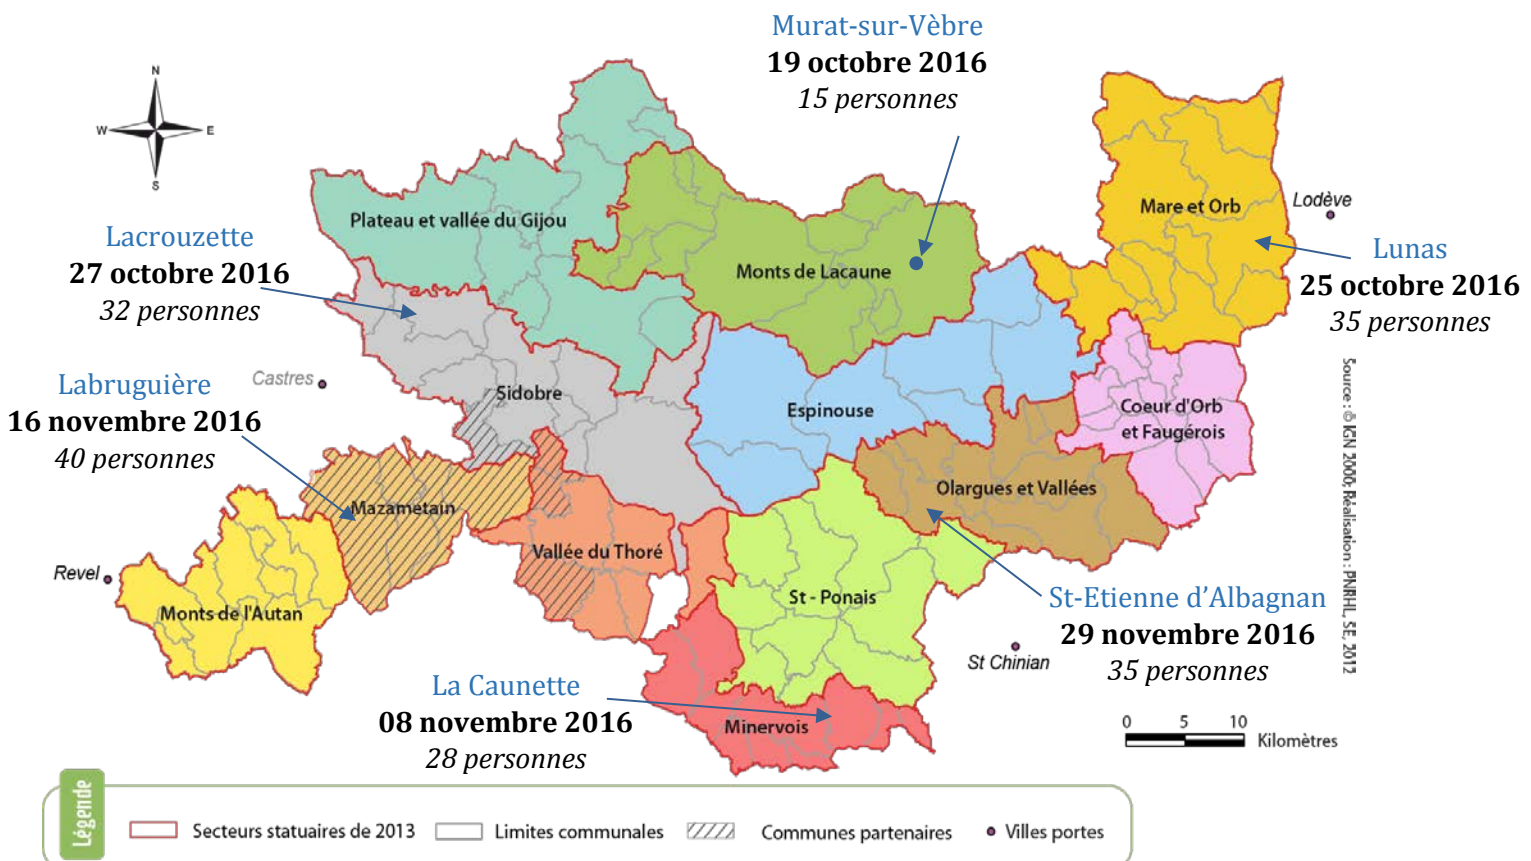 Murat-sur-Vèbre
19 octobre 2016
15 personnes
N
W
E
S
Plateau et vallée du Gijou
Monts de Lacaune
Mare et Orb
Lodève
Lacrouzette
27 octobre 2016
32 personnes
Lunas
25 octobre 2016
35 personnes
Castres
Labruguière
16 novembre 2016
40 personnes
Sidobre
Espinouse
Coeur d'Orb
et Faugérois
Olargues et Vallées
Mazametain
Vallée du Thoré
Revel
Monts de l'Autan
St - Ponais
St-Etienne d'Albagnan
29 novembre 2016
35 personnes
St Chinian
La Caunette
08 novembre 2016
28 personnes
Minervois
0 5 10
Kilomètres
Source : © IGN 2000; Réalisation : PNRHL, SE, 2012
Légende
Secteurs statuaires de 2013
Limites communales
Communes partenaires
Villes portes